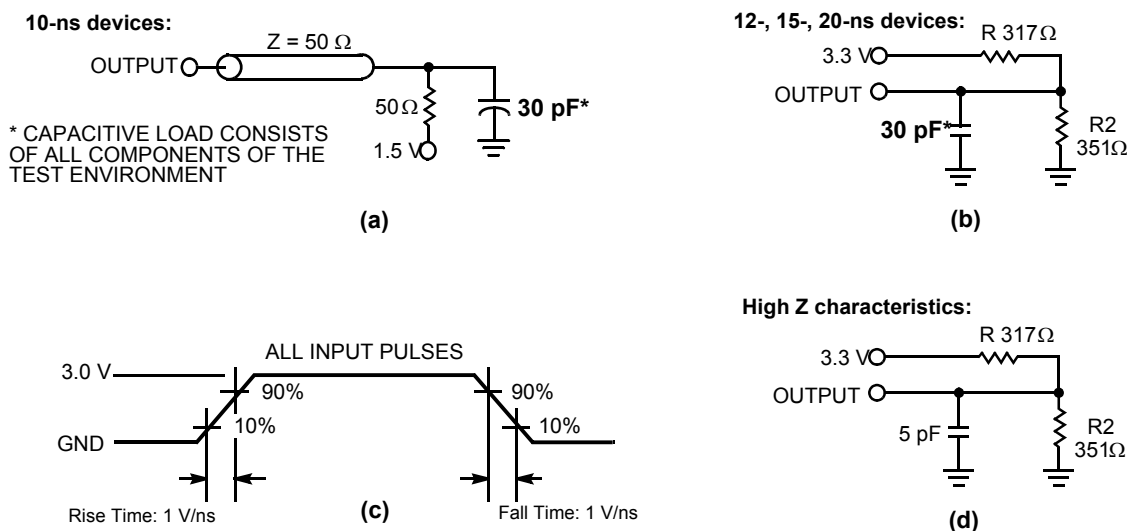 10-ns devices:
Z = 50 Ω
OUTPUT
50Ω
30 pF*
1.5 V
* CAPACITIVE LOAD CONSISTS
OF ALL COMPONENTS OF THE
TEST ENVIRONMENT
(a)
12-, 15-, 20-ns devices:
R 317Ω
3.3 V
OUTPUT
30 pF*
R2
351Ω
(b)
ALL INPUT PULSES
3.0 V
90%
90%
10%
10%
GND
Rise Time: 1 V/ns
(c)
Fall Time: 1 V/ns
High Z characteristics:
R 317Ω
3.3 V
OUTPUT
5 pF
R2
351Ω
(d)